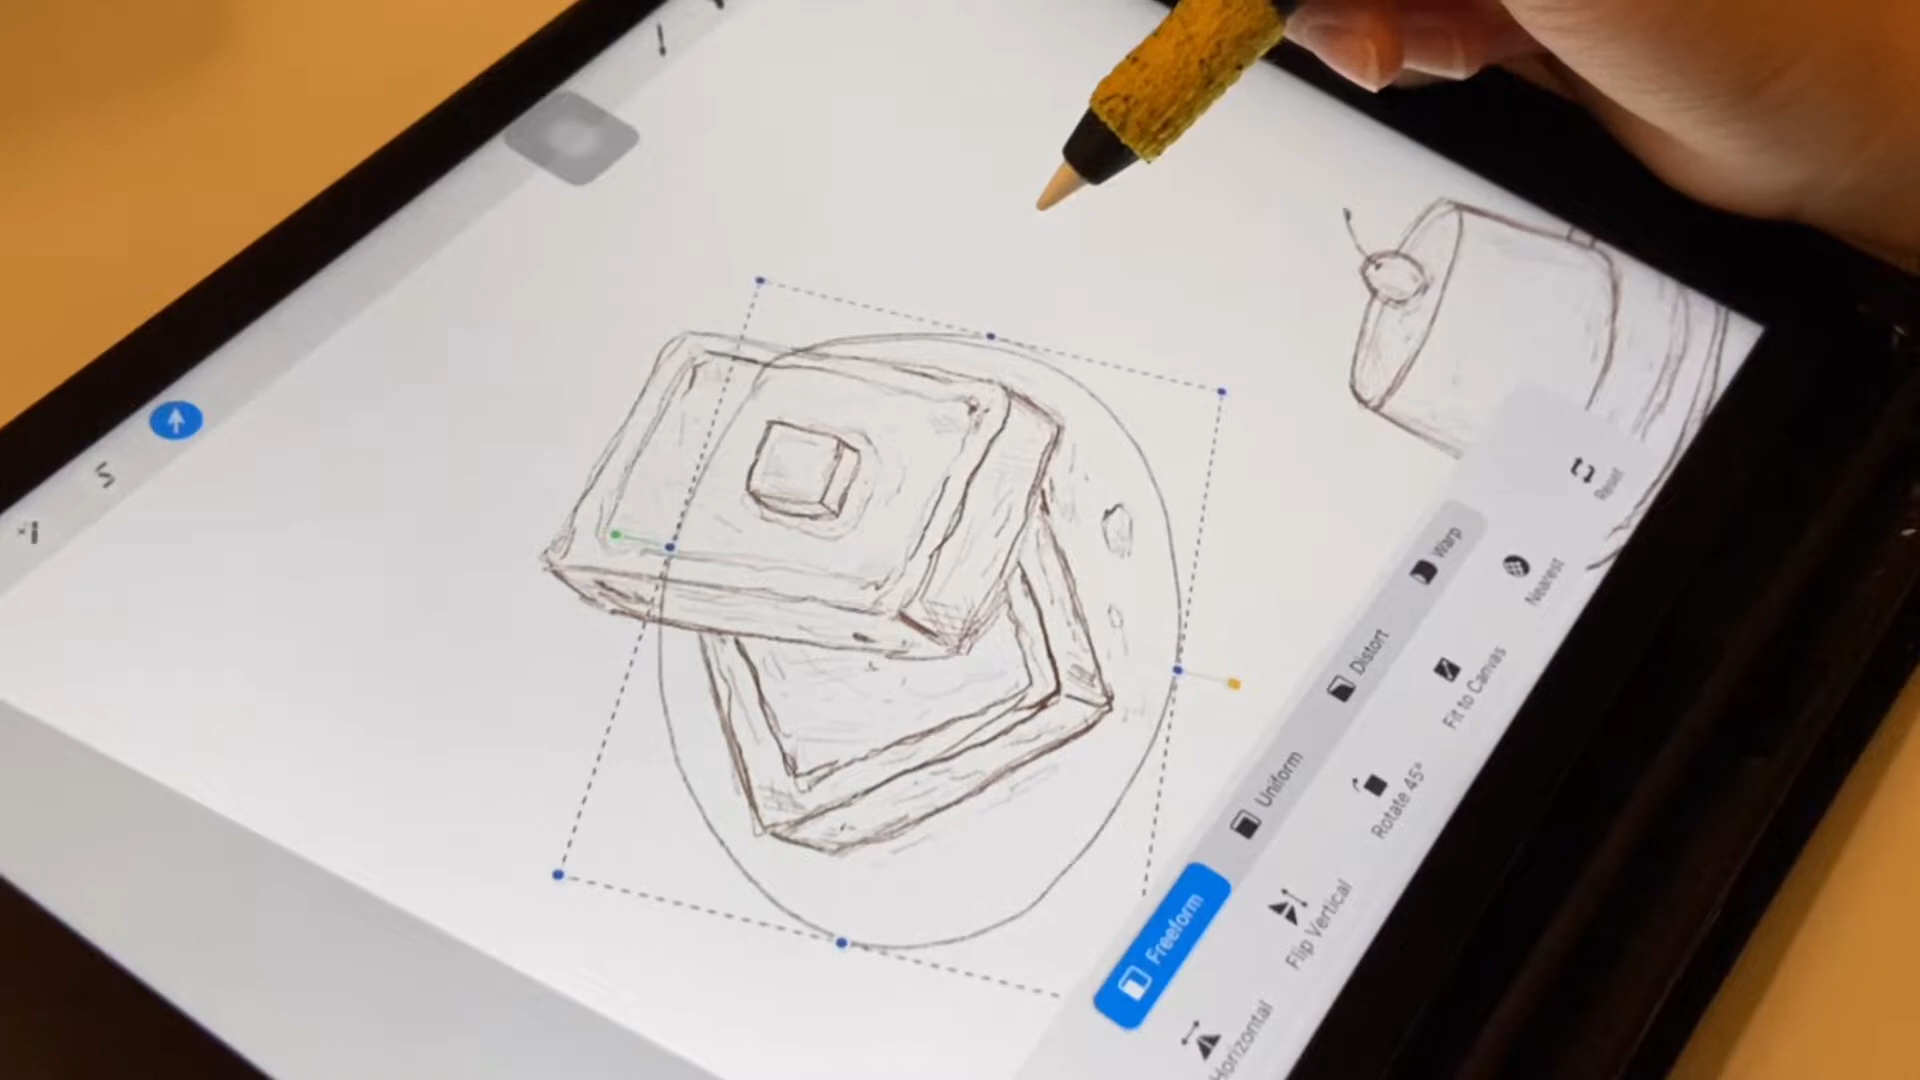 Freeform
Uniform
Distort
Warp
Horizontal
Flip Vertical
Rotate 45°
Fit to Canvas
Nearest
Reset